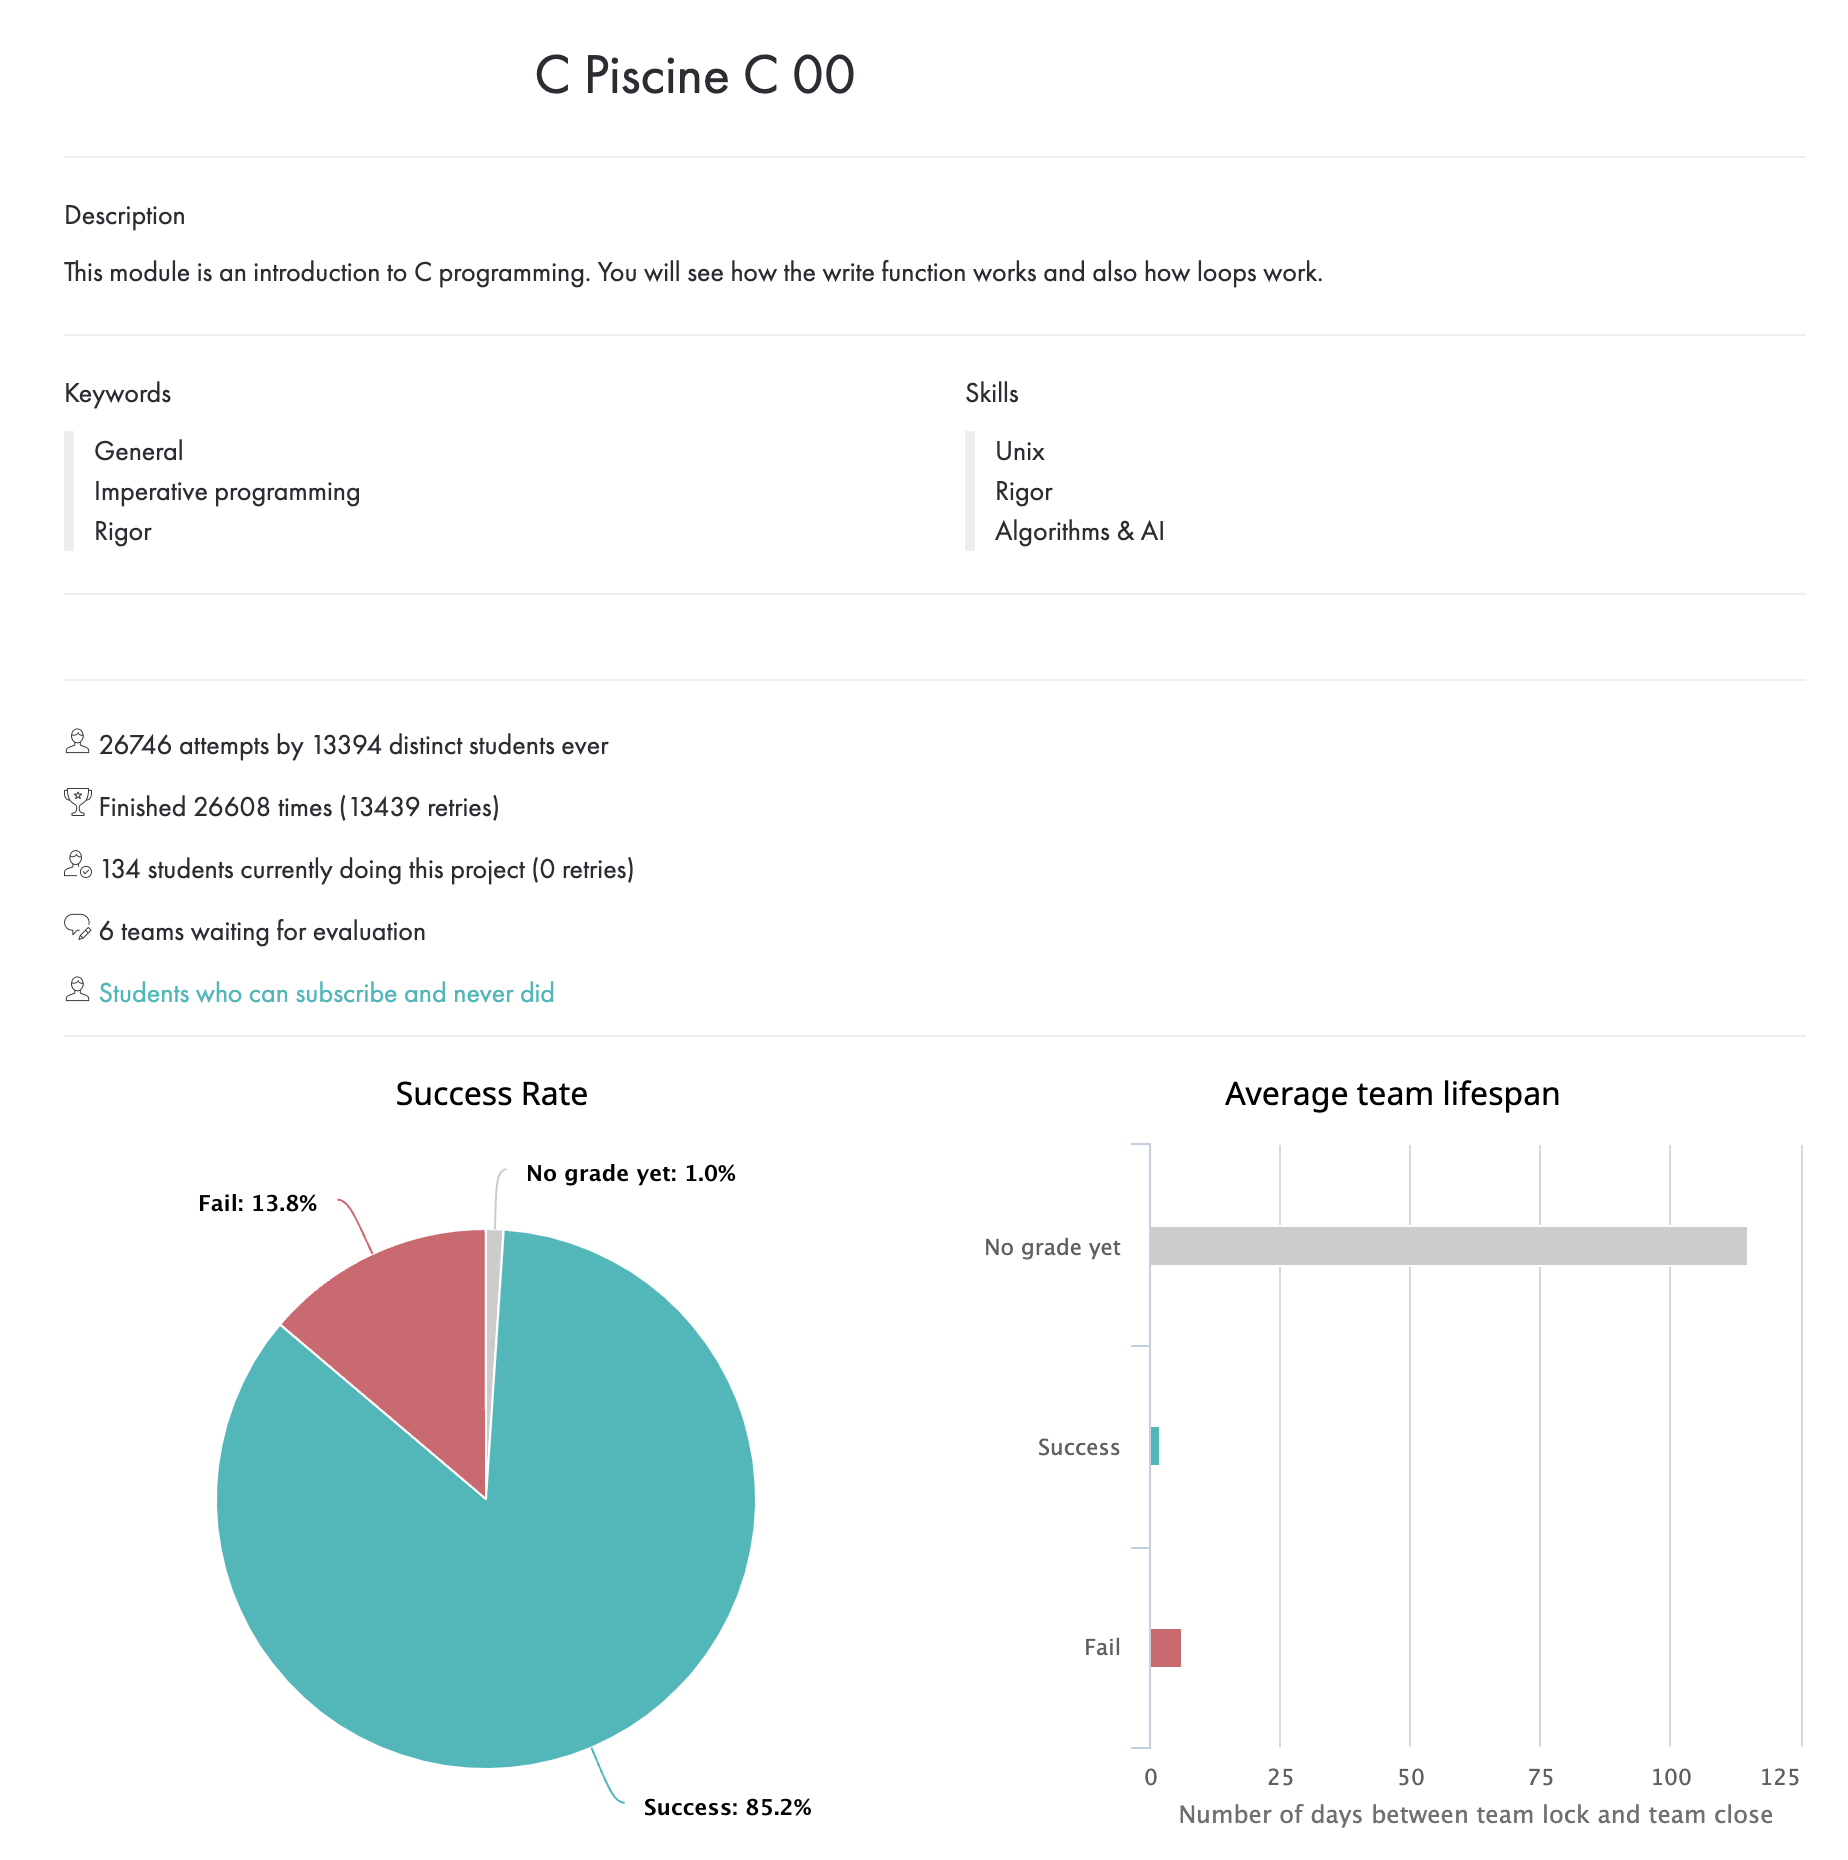 C Piscine C 00
Description
This module is an introduction to C programming. You will see how the write function works and also how loops work.
Keywords
General
Imperative programming
Rigor
Skills
Unix
Rigor
Algorithms & AI
26746 attempts by 13394 distinct students ever
Finished 26608 times (13439 retries)
134 students currently doing this project (0 retries)
6 teams waiting for evaluation
Students who can subscribe and never did
Success Rate
No grade yet: 1.0%
Fail: 13.8%
Success: 85.2%
Average team lifespan
No grade yet
Success
Fail
0 25 50 75 100 125
Number of days between team lock and team close